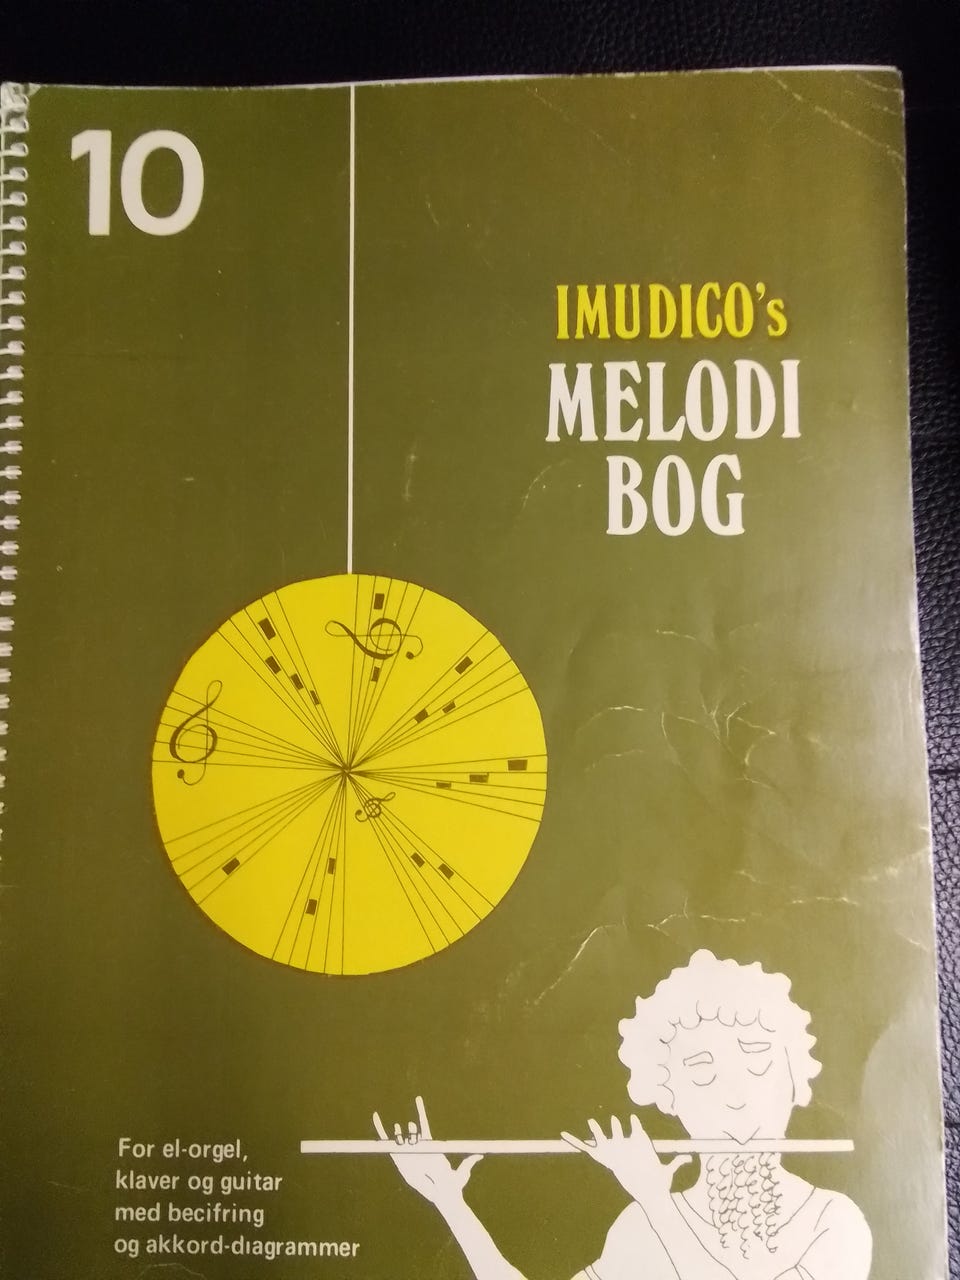 10
IMUDICO's
MELODI
BOG
For el-orgel,
klaver og guitar
med becifring
og akkord-diagrammer